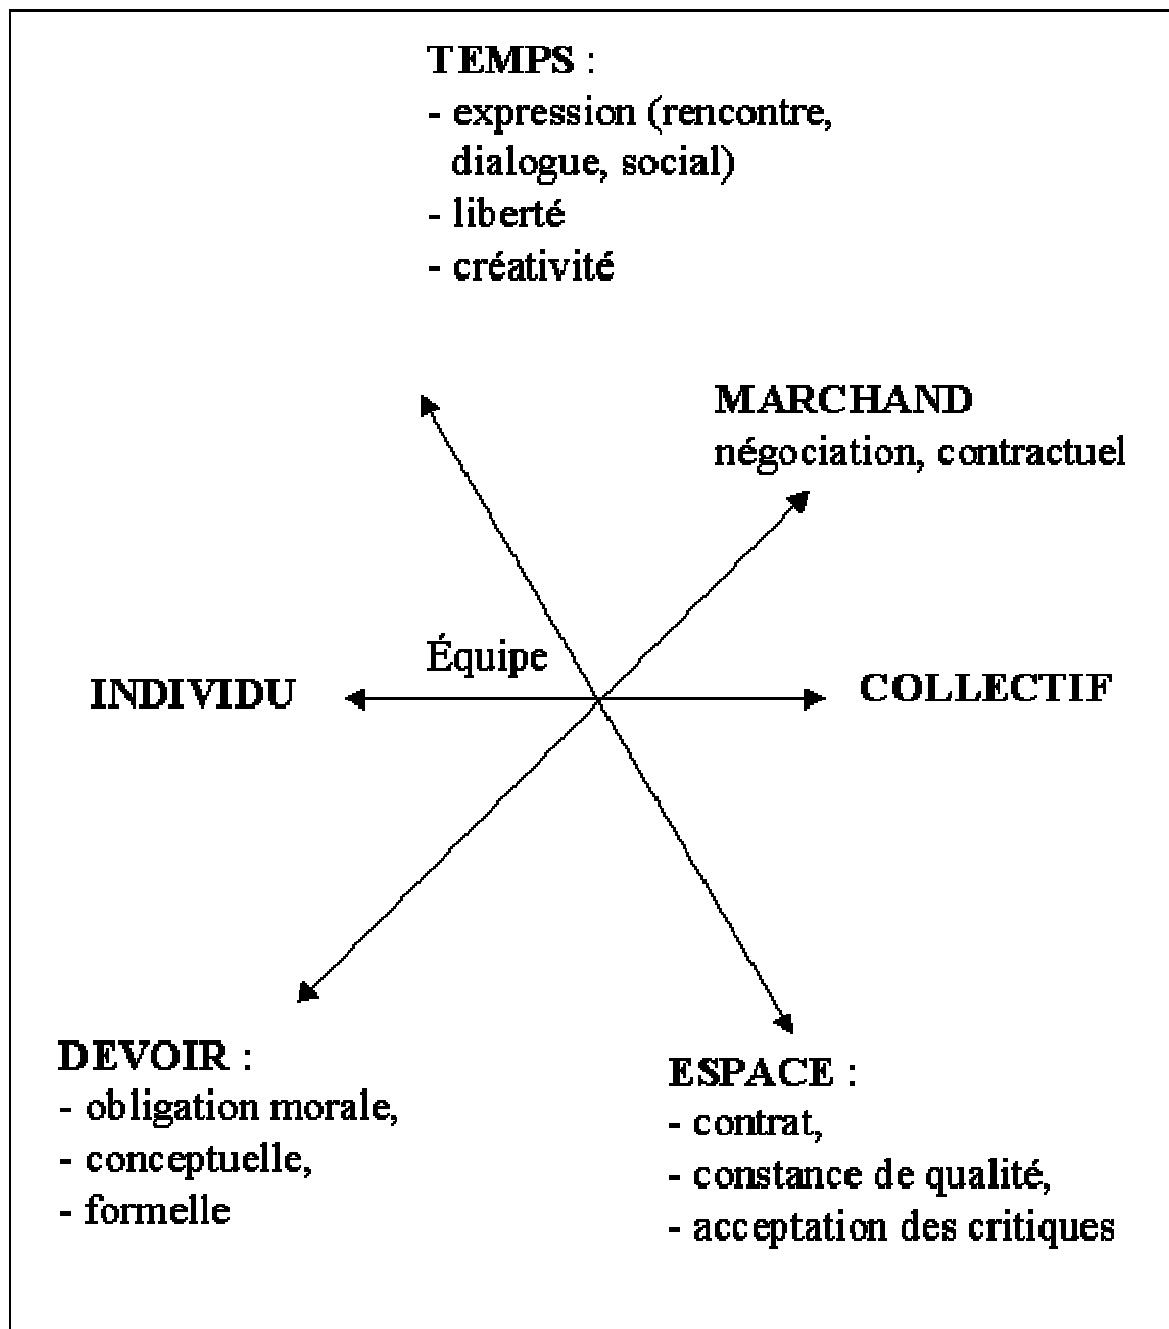 TEMPS :
- expression (rencontre,
dialogue, social)
- liberté
- créativité
MARCHAND
négociation, contractuel
Équipe
INDIVIDU
COLLECTIF
DEVOIR :
- obligation morale,
- conceptuelle,
- formelle
ESPACE :
- contrat,
- constance de qualité,
- acceptation des critiques